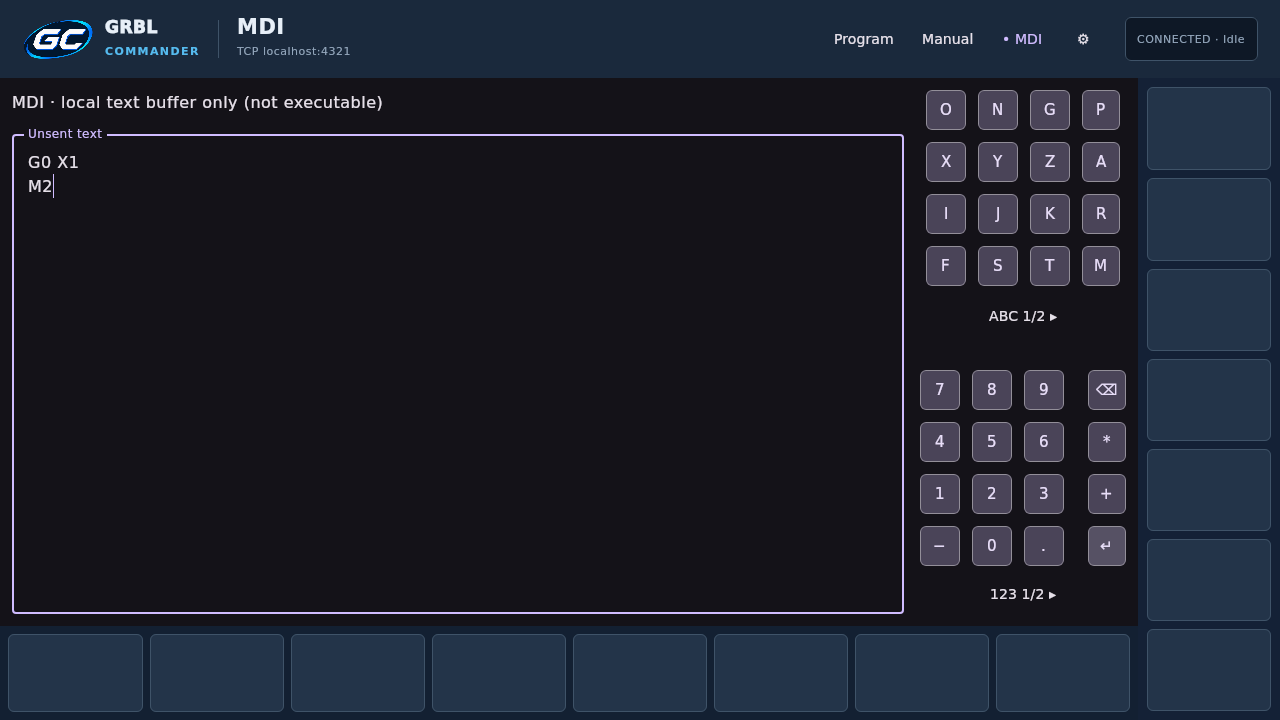 GC GRBL
COMMANDER
MDI
TCP localhost:4321
Program Manual • MDI ⚙
CONNECTED · Idle
MDI · local text buffer only (not executable)
Unsent text
G0 X1
M2
O N G P
X Y Z A
I J K R
F S T M
ABC 1/2 ▸
7 8 9 ⌫
4 5 6 *
1 2 3 +
− 0 . ↵
123 1/2 ▸